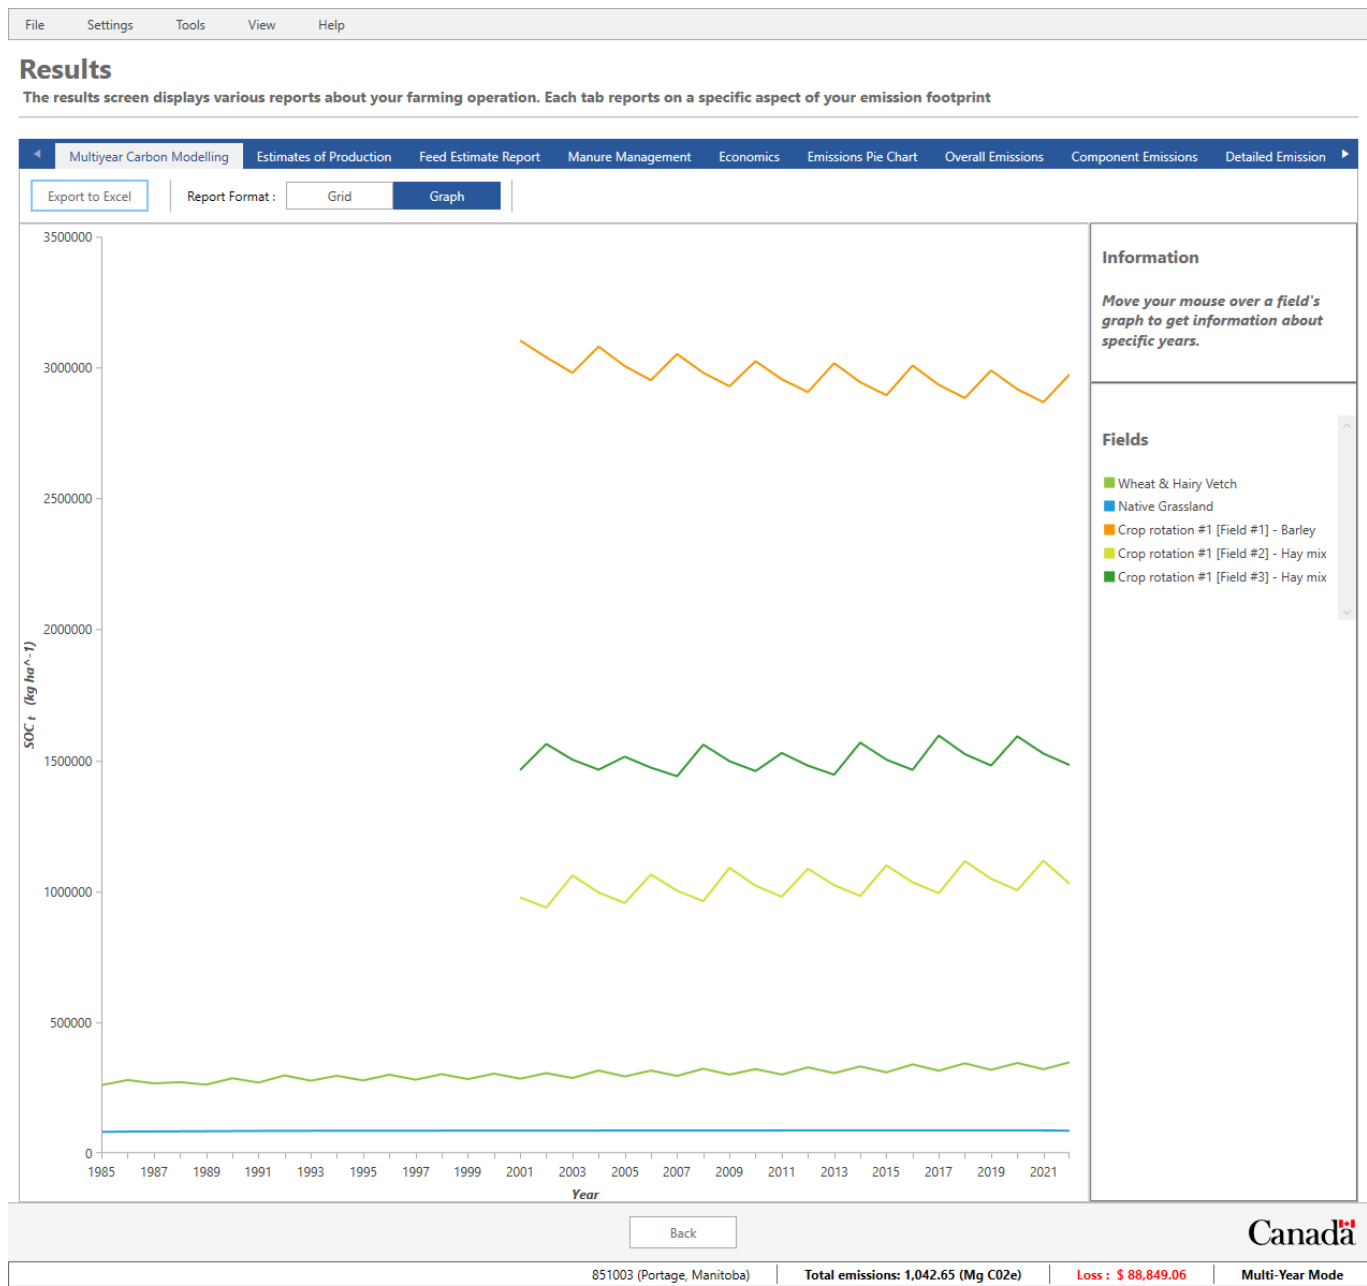 File Settings Tools View Help
Results
The results screen displays various reports about your farming operation. Each tab reports on a specific aspect of your emission footprint
Multiyear Carbon Modelling Estimates of Production Feed Estimate Report Manure Management Economics Emissions Pie Chart Overall Emissions Component Emissions Detailed Emission
Export to Excel Report Format : Grid Graph
3500000
3000000
2500000
2000000
1500000
1000000
500000
0
SOC t (kg ha^-1)
1985 1987 1989 1991 1993 1995 1997 1999 2001 2003 2005 2007 2009 2011 2013 2015 2017 2019 2021
Year
Information
Move your mouse over a field's
graph to get information about
specific years.
Fields
Wheat & Hairy Vetch
Native Grassland
Crop rotation #1 [Field #1] - Barley
Crop rotation #1 [Field #2] - Hay mix
Crop rotation #1 [Field #3] - Hay mix
Back
Canada
851003 (Portage, Manitoba) Total emissions: 1,042.65 (Mg C02e) Loss : $ 88,849.06 Multi-Year Mode